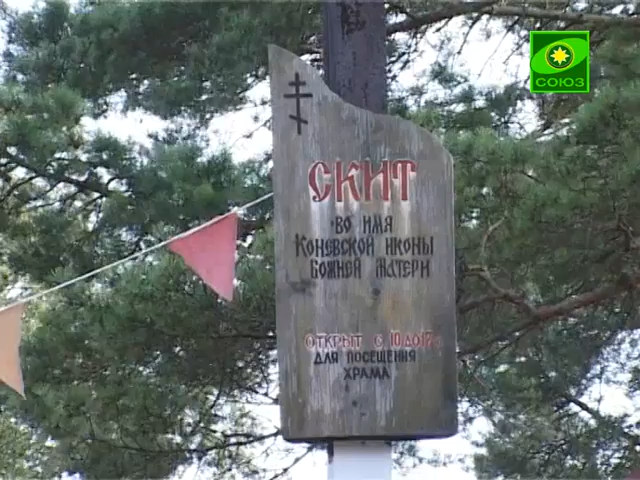 СОЮЗ
СКИТ
ВО ИМЯ
КОНЕВСКОЙ ИКОНЫ
БОЖИЕЙ МАТЕРИ
ОТКРЫТ С 10 ДО 17
ДЛЯ ПОСЕЩЕНИЯ
ХРАМА